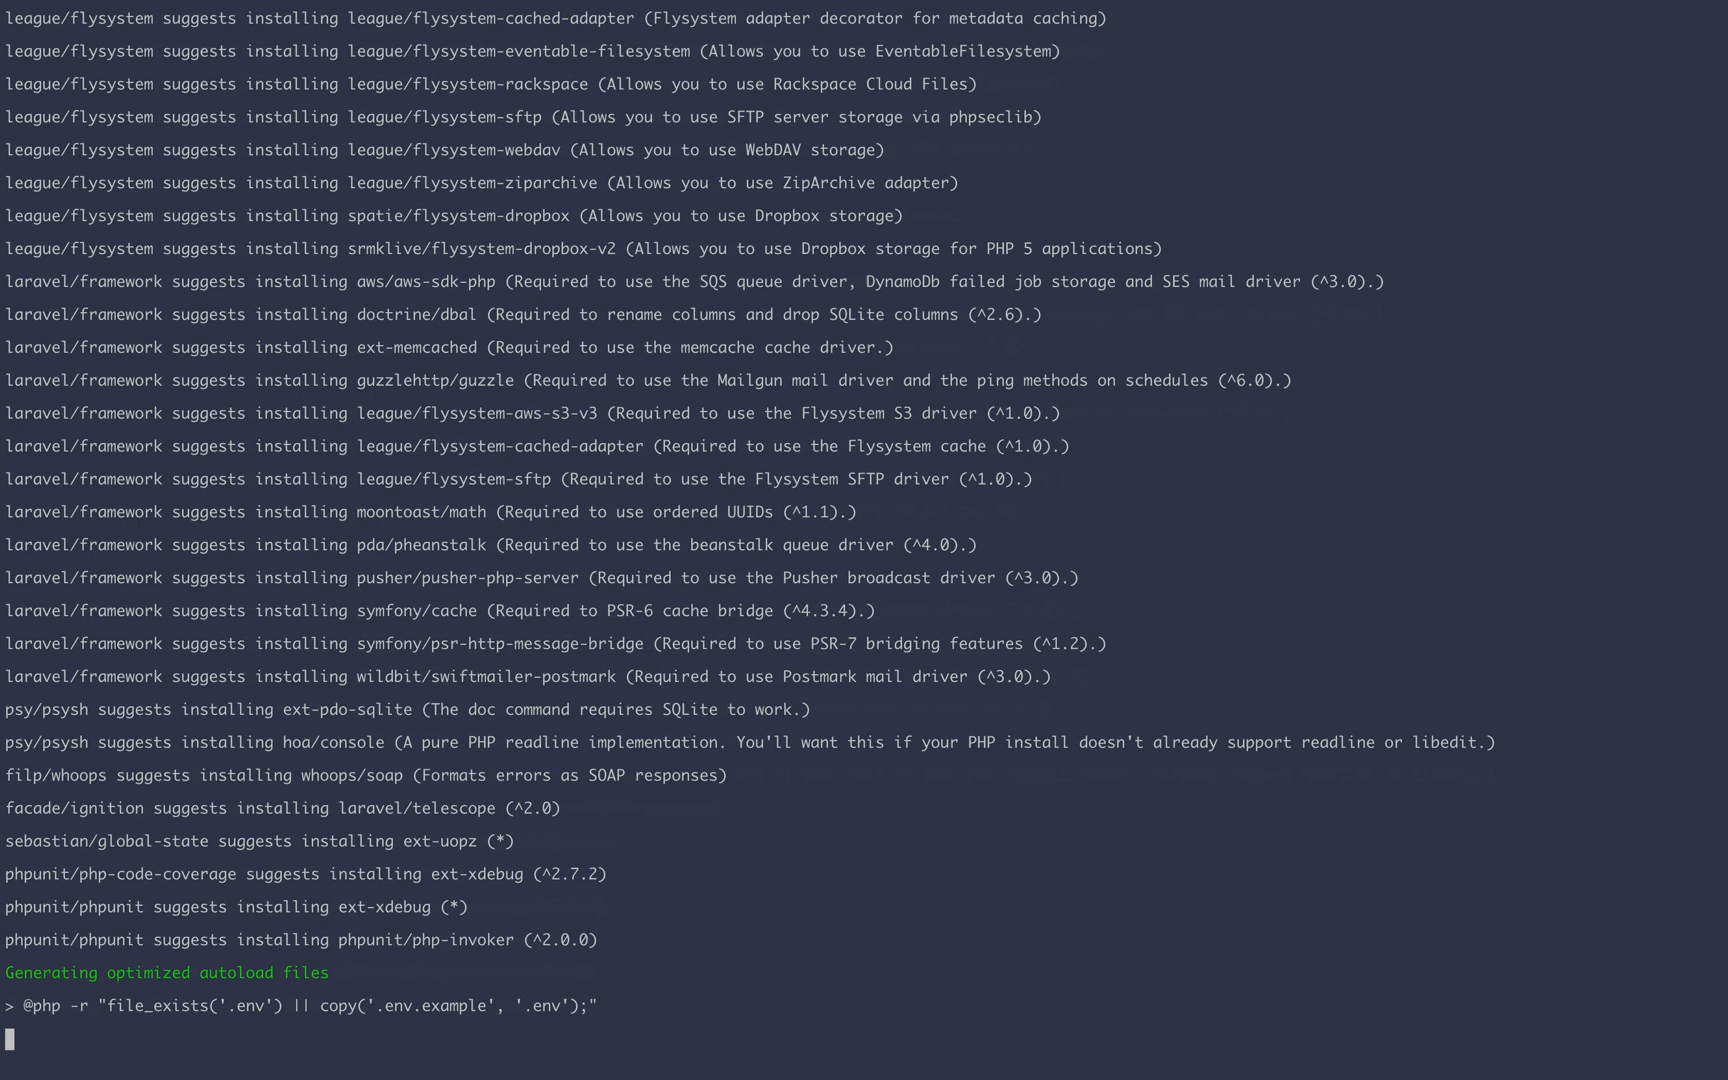 league/flysystem suggests installing league/flysystem-cached-adapter (Flysystem adapter decorator for metadata caching)
league/flysystem suggests installing league/flysystem-eventable-filesystem (Allows you to use EventableFilesystem)
league/flysystem suggests installing league/flysystem-rackspace (Allows you to use Rackspace Cloud Files)
league/flysystem suggests installing league/flysystem-sftp (Allows you to use SFTP server storage via phpseclib)
league/flysystem suggests installing league/flysystem-webdav (Allows you to use WebDAV storage)
league/flysystem suggests installing league/flysystem-ziparchive (Allows you to use ZipArchive adapter)
league/flysystem suggests installing spatie/flysystem-dropbox (Allows you to use Dropbox storage)
league/flysystem suggests installing srmklive/flysystem-dropbox-v2 (Allows you to use Dropbox storage for PHP 5 applications)
laravel/framework suggests installing aws/aws-sdk-php (Required to use the SQS queue driver, DynamoDb failed job storage and SES mail driver (^3.0).)
laravel/framework suggests installing doctrine/dbal (Required to rename columns and drop SQLite columns (^2.6).)
laravel/framework suggests installing ext-memcached (Required to use the memcache cache driver.)
laravel/framework suggests installing guzzlehttp/guzzle (Required to use the Mailgun mail driver and the ping methods on schedules (^6.0).)
laravel/framework suggests installing league/flysystem-aws-s3-v3 (Required to use the Flysystem S3 driver (^1.0).)
laravel/framework suggests installing league/flysystem-cached-adapter (Required to use the Flysystem cache (^1.0).)
laravel/framework suggests installing league/flysystem-sftp (Required to use the Flysystem SFTP driver (^1.0).)
laravel/framework suggests installing moontoast/math (Required to use ordered UUIDs (^1.1).)
laravel/framework suggests installing pda/pheanstalk (Required to use the beanstalk queue driver (^4.0).)
laravel/framework suggests installing pusher/pusher-php-server (Required to use the Pusher broadcast driver (^3.0).)
laravel/framework suggests installing symfony/cache (Required to PSR-6 cache bridge (^4.3.4).)
laravel/framework suggests installing symfony/psr-http-message-bridge (Required to use PSR-7 bridging features (^1.2).)
laravel/framework suggests installing wildbit/swiftmailer-postmark (Required to use Postmark mail driver (^3.0).)
psy/psysh suggests installing ext-pdo-sqlite (The doc command requires SQLite to work.)
psy/psysh suggests installing hoa/console (A pure PHP readline implementation. You'll want this if your PHP install doesn't already support readline or libedit.)
filp/whoops suggests installing whoops/soap (Formats errors as SOAP responses)
facade/ignition suggests installing laravel/telescope (^2.0)
sebastian/global-state suggests installing ext-uopz (*)
phpunit/php-code-coverage suggests installing ext-xdebug (^2.7.2)
phpunit/phpunit suggests installing ext-xdebug (*)
phpunit/phpunit suggests installing phpunit/php-invoker (^2.0.0)
Generating optimized autoload files
> @php -r "file_exists('.env') || copy('.env.example', '.env');"